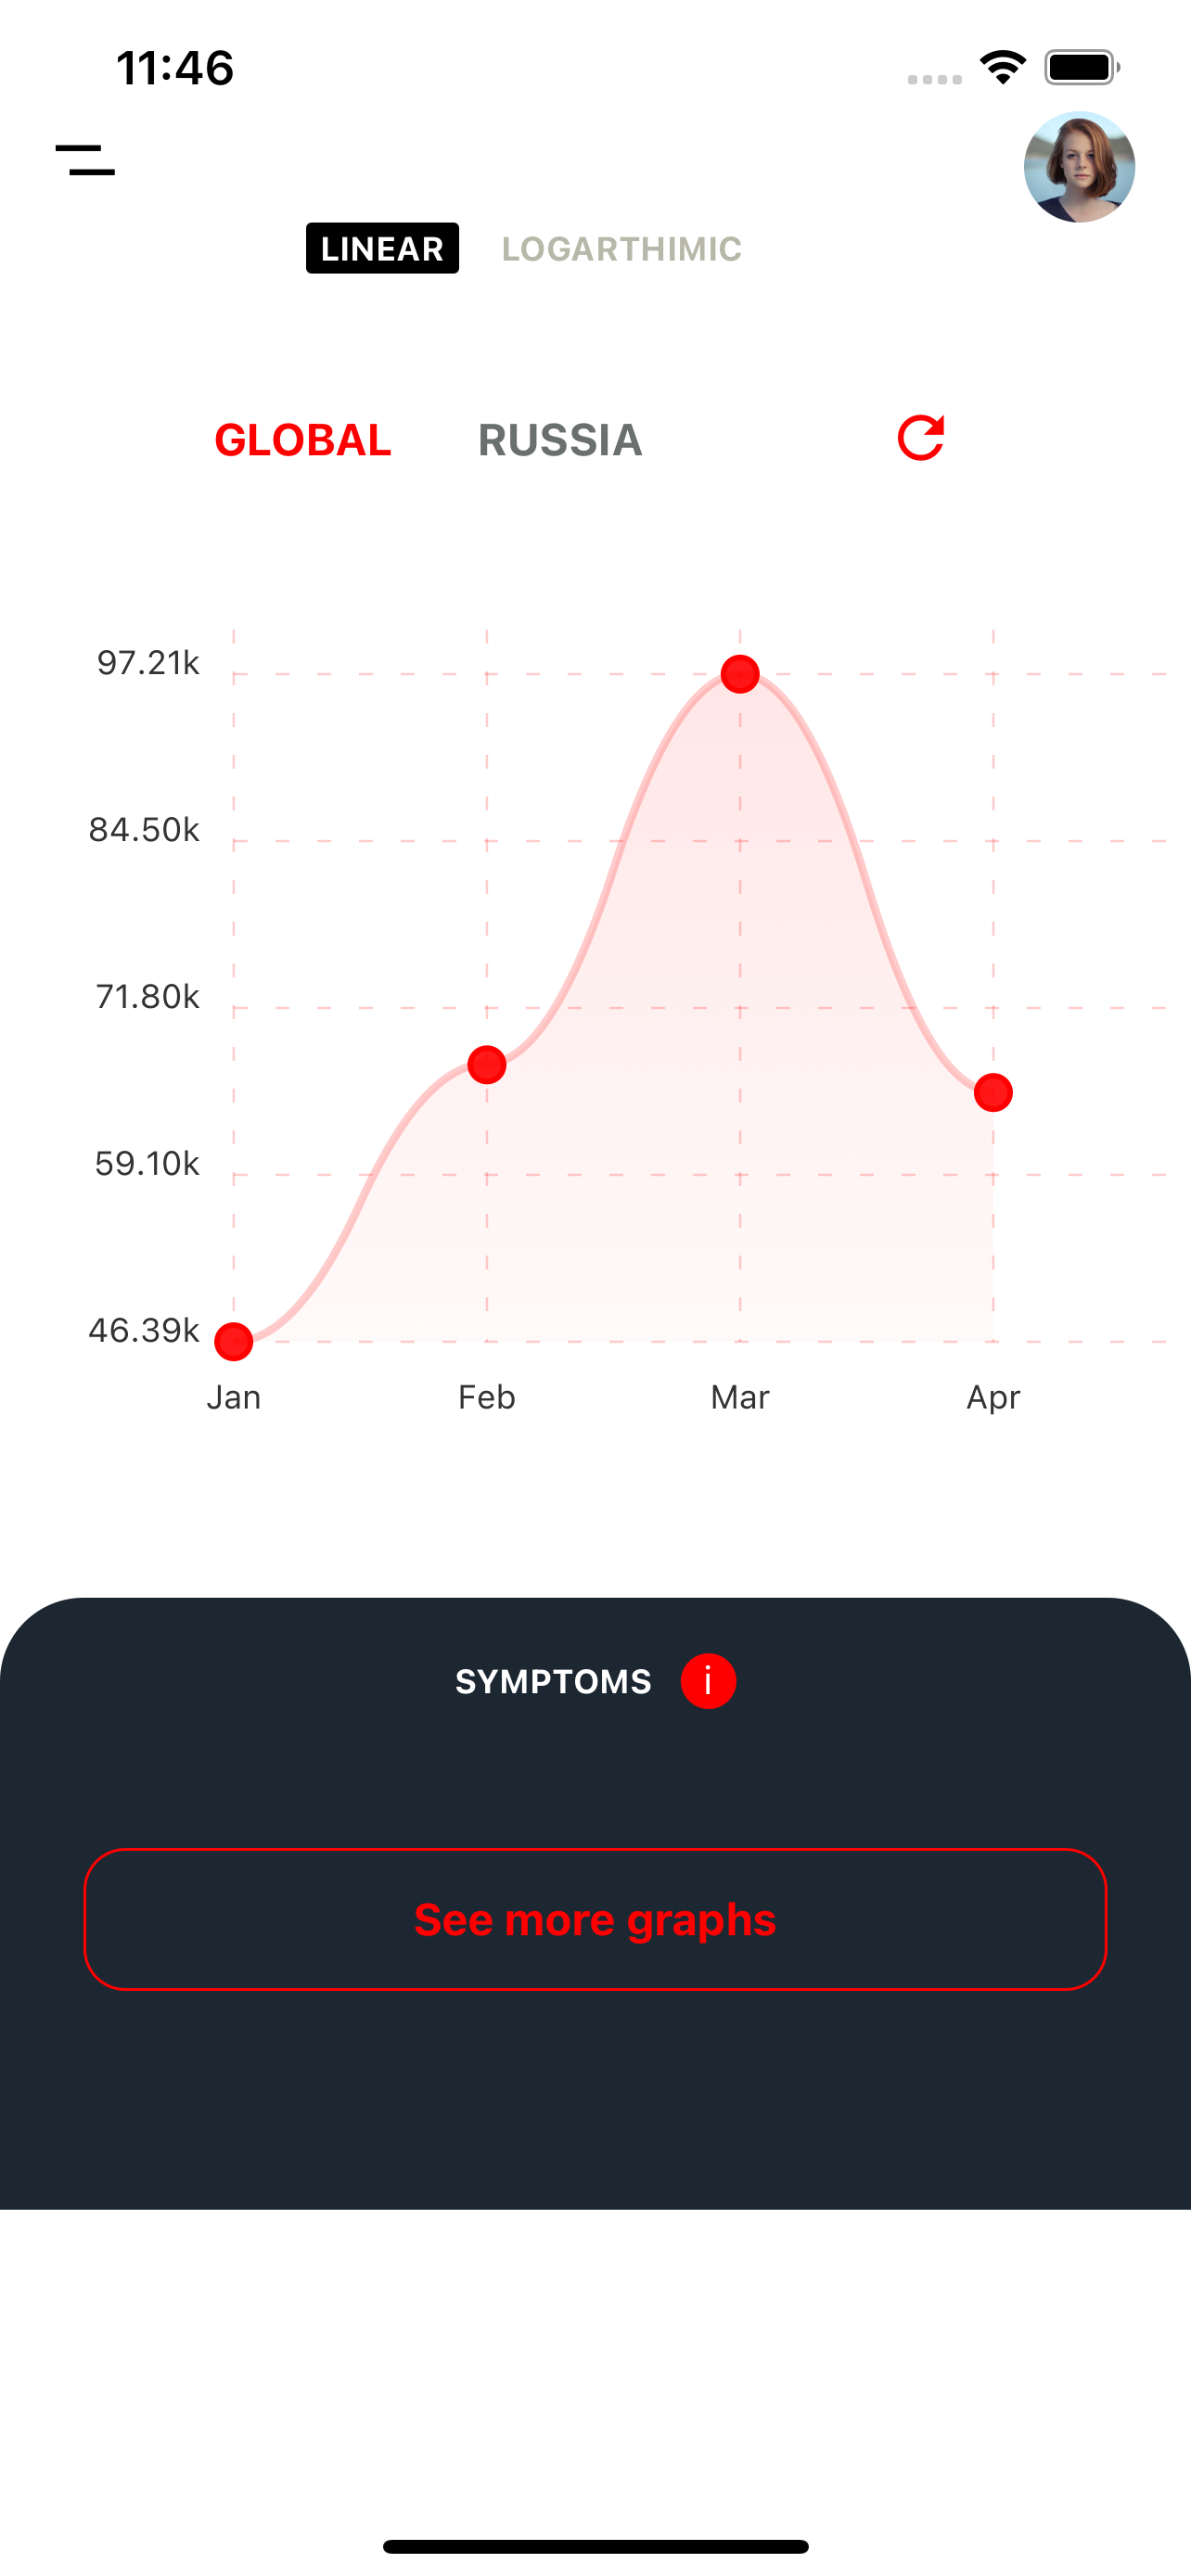 11:46
LINEAR LOGARTHIMIC
GLOBAL RUSSIA
97.21k
84.50k
71.80k
59.10k
46.39k
Jan Feb Mar Apr
SYMPTOMS i
See more graphs